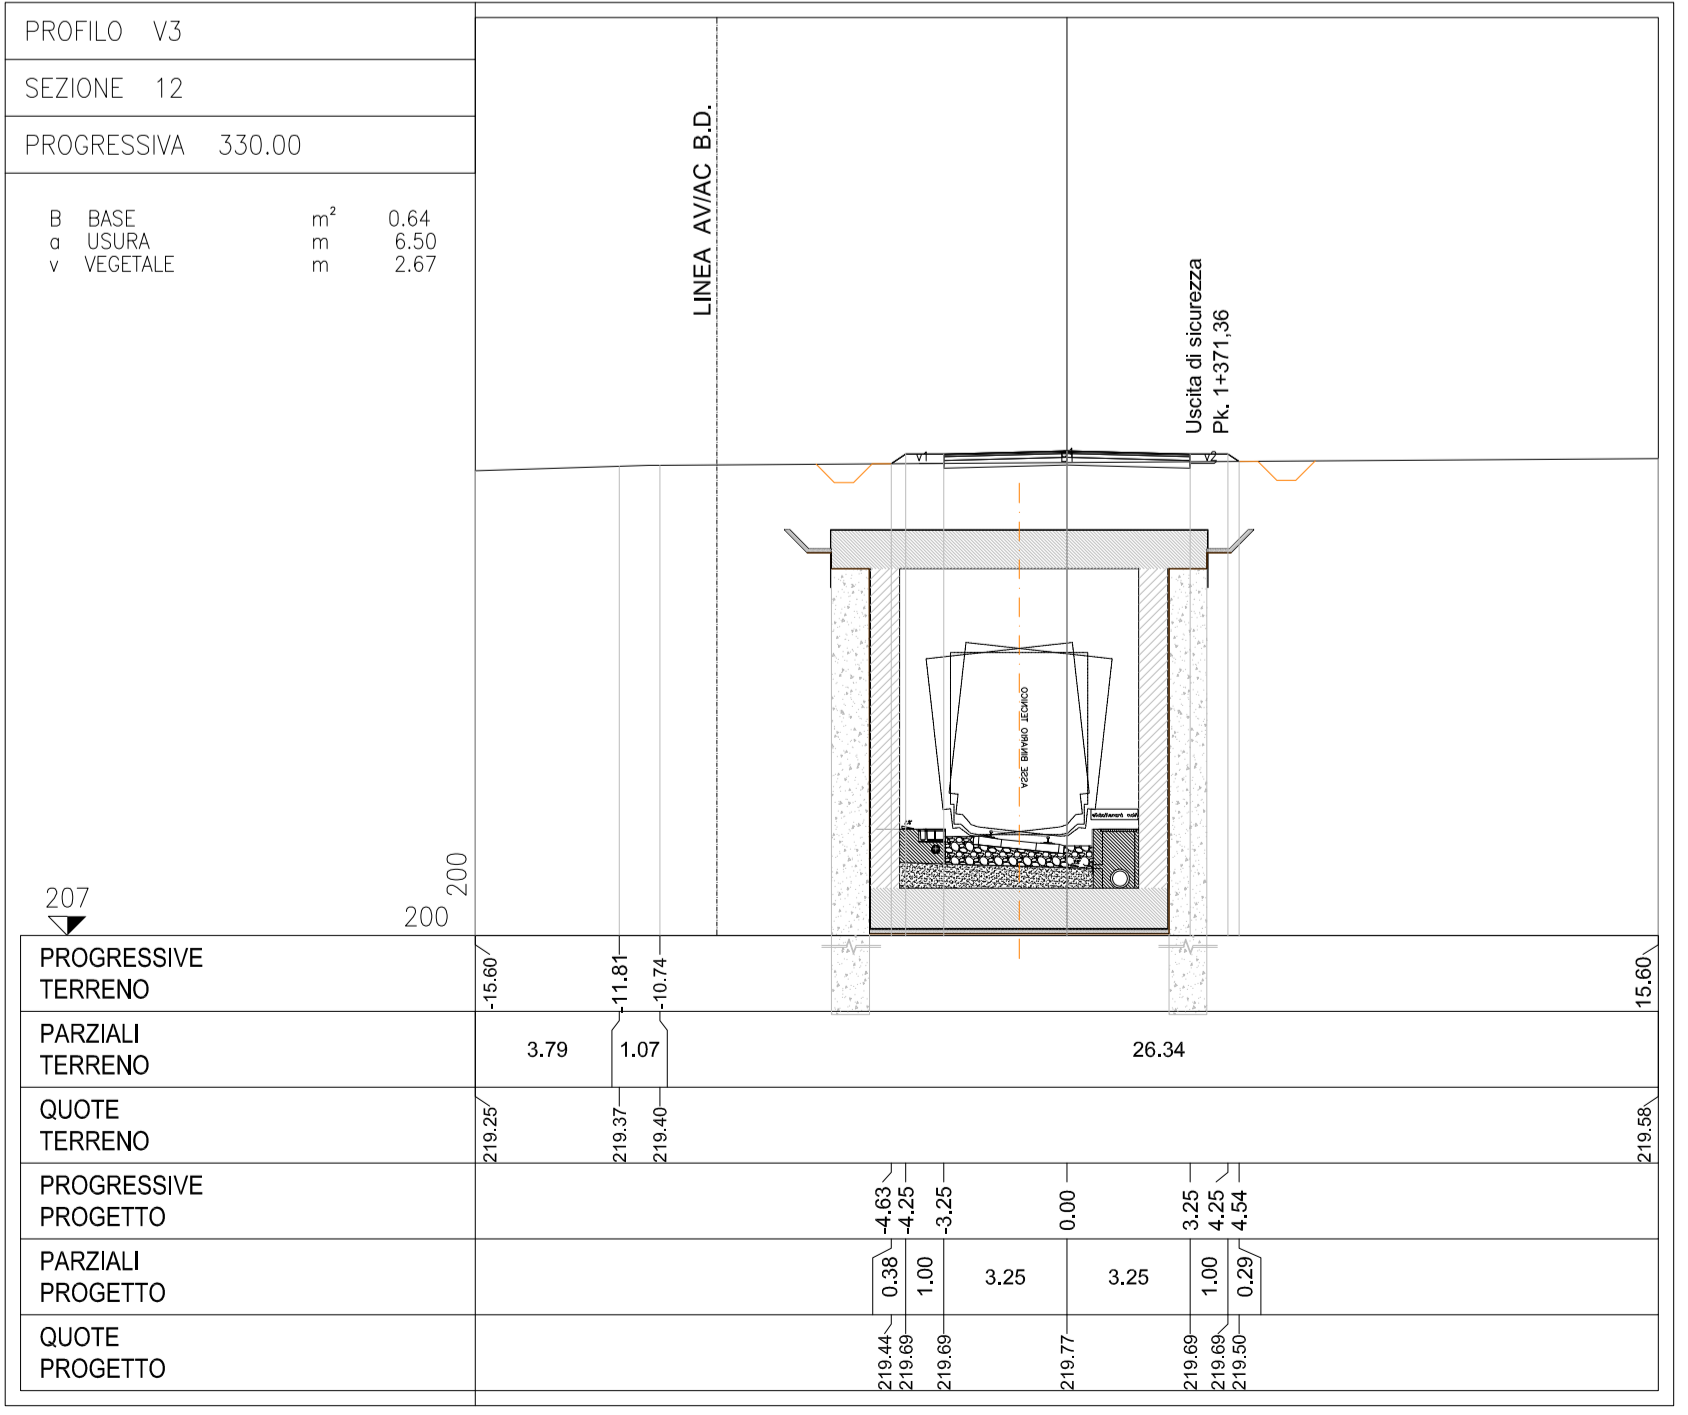 PROFILO V3
SEZIONE 12
PROGRESSIVA 330.00
B BASE m² 0.64
a USURA m 6.50
v VEGETALE m 2.67
LINEA AV/AC B.D.
Uscita di sicurezza
Pk. 1+371,36
v1
v2
ASSE BINARIO TECNICO
207
200
200
PROGRESSIVE
TERRENO
-15.60 -11.81 -10.74 15.60
PARZIALI
TERRENO
3.79 1.07 26.34
QUOTE
TERRENO
219.25 219.37 219.40 219.58
PROGRESSIVE
PROGETTO
-4.63 -4.25 -3.25 0.00 3.25 4.25 4.54
PARZIALI
PROGETTO
0.38 1.00 3.25 3.25 1.00 0.29
QUOTE
PROGETTO
219.44 219.69 219.69 219.77 219.69 219.69 219.50